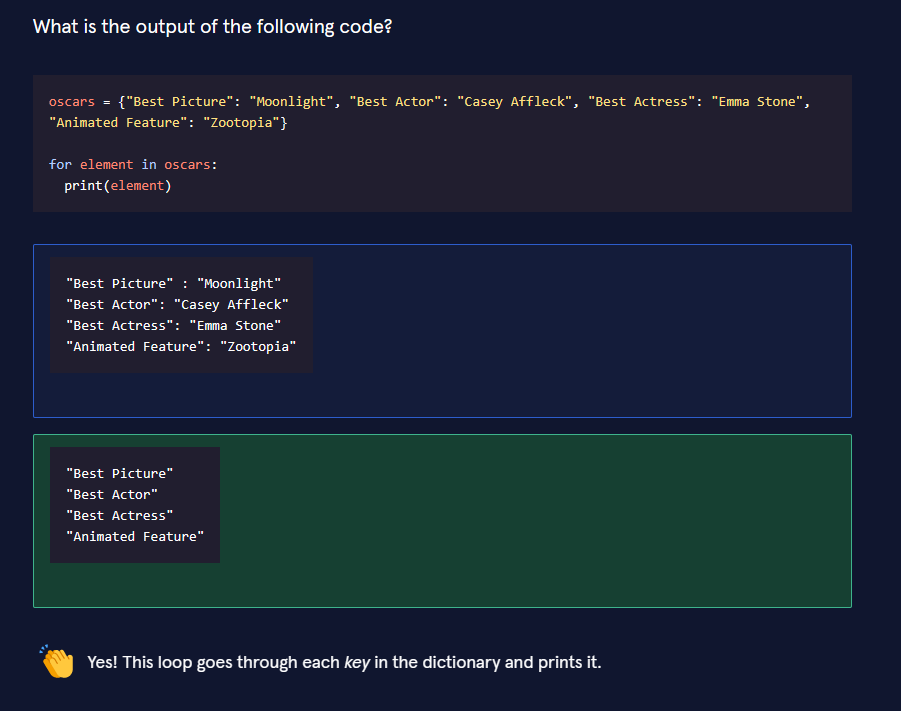 What is the output of the following code?
oscars = {"Best Picture": "Moonlight", "Best Actor": "Casey Affleck", "Best Actress": "Emma Stone",
"Animated Feature": "Zootopia"}
for element in oscars:
  print(element)
"Best Picture" : "Moonlight"
"Best Actor": "Casey Affleck"
"Best Actress": "Emma Stone"
"Animated Feature": "Zootopia"
"Best Picture"
"Best Actor"
"Best Actress"
"Animated Feature"
Yes! This loop goes through each key in the dictionary and prints it.